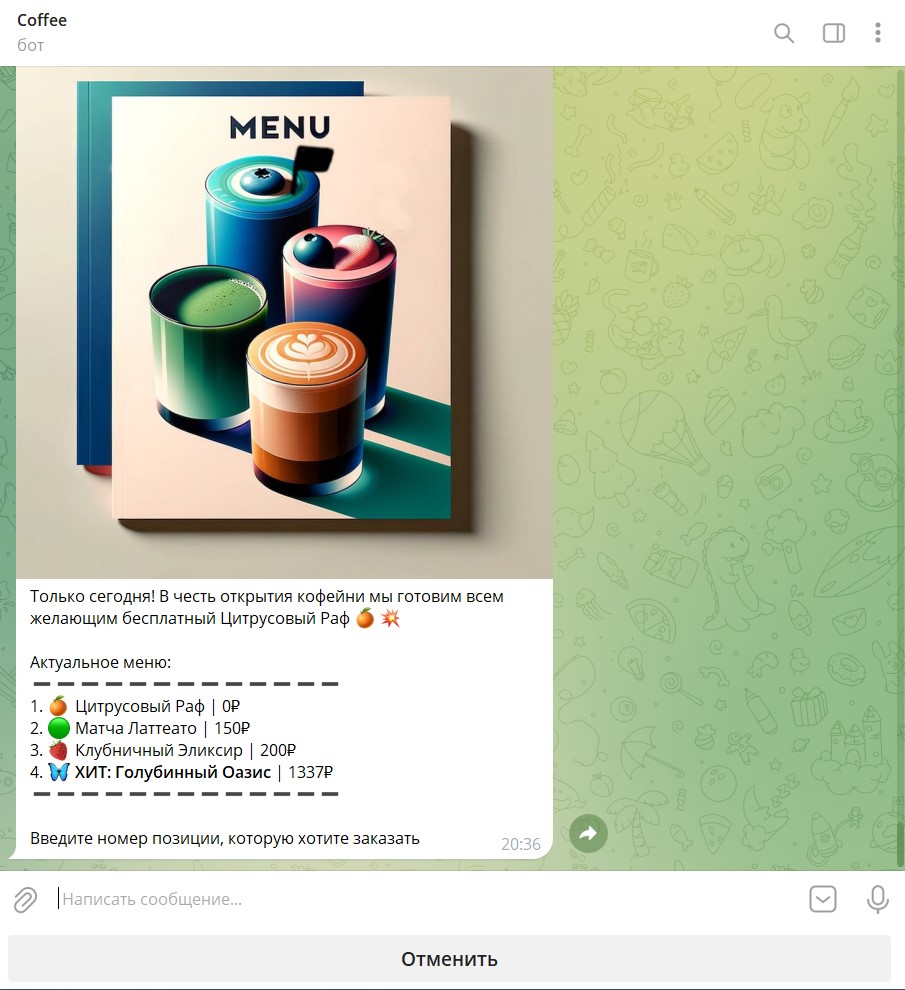 Coffee
бот
MENU
Только сегодня! В честь открытия кофейни мы готовим всем
желающим бесплатный Цитрусовый Раф 🍊 💥
Актуальное меню:
— — — — — — — — — — — — — —
1. 🍊 Цитрусовый Раф | 0₽
2. 🟢 Матча Латтеато | 150₽
3. 🍓 Клубничный Эликсир | 200₽
4. 🦋 ХИТ: Голубинный Оазис | 1337₽
— — — — — — — — — — — — — —
Введите номер позиции, которую хотите заказать
20:36
Написать сообщение...
Отменить